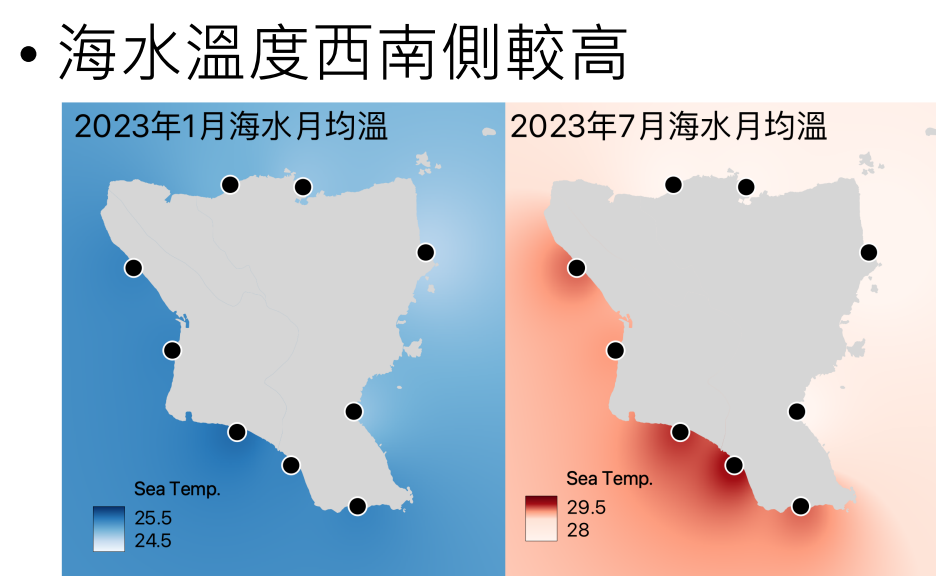 • 海水溫度西南側較高
2023年1月海水月均溫
2023年7月海水月均溫
Sea Temp.
25.5
24.5
Sea Temp.
29.5
28